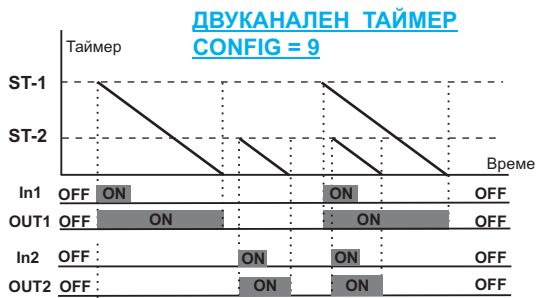 ДВУКАНАЛЕН ТАЙМЕР
CONFIG = 9
Таймер
ST-1
ST-2
Време
In1 OFF ON ON OFF
OUT1 OFF ON ON OFF
In2 OFF ON ON OFF
OUT2 OFF ON ON OFF